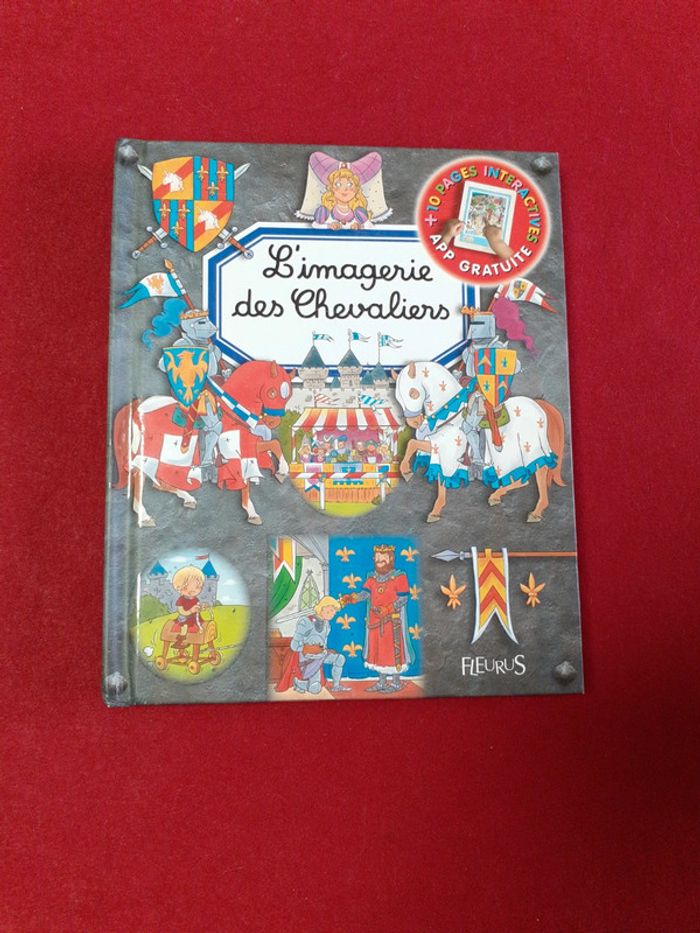 L'imagerie
des Chevaliers
+ 10 PAGES INTERACTIVES
APP GRATUITE
FLEURUS